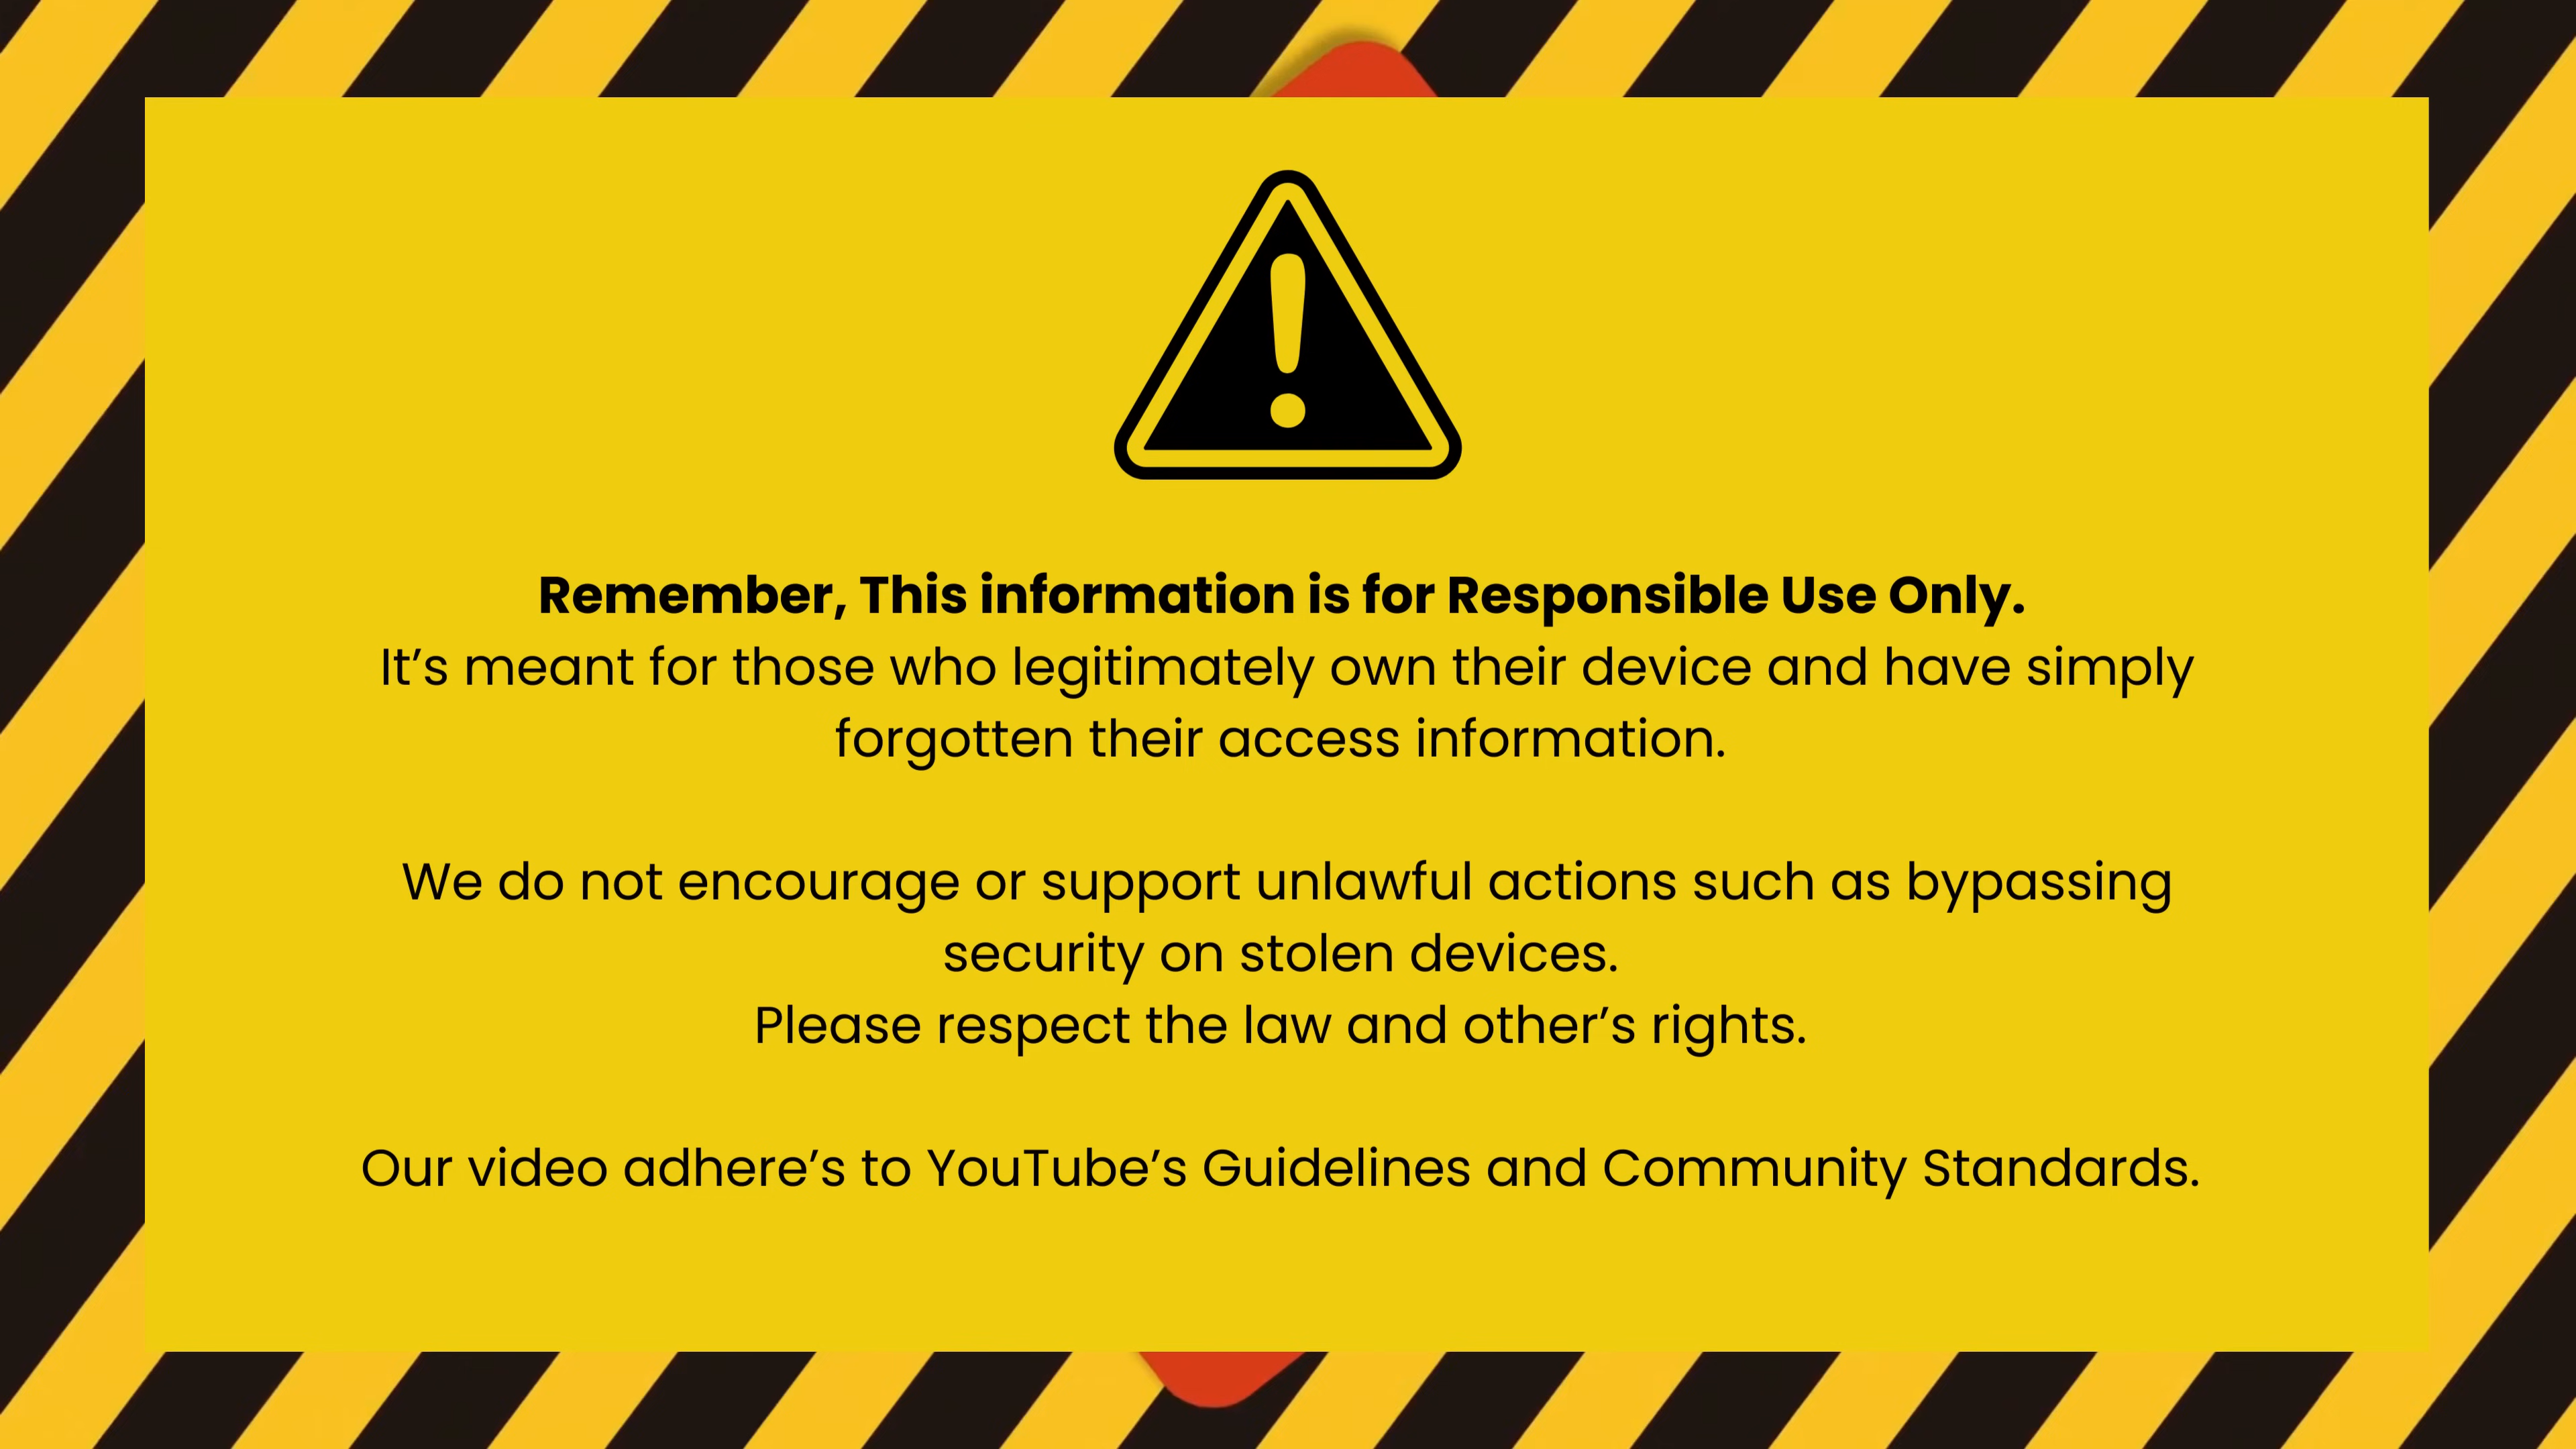 Remember, This information is for Responsible Use Only.
It’s meant for those who legitimately own their device and have simply
forgotten their access information.
We do not encourage or support unlawful actions such as bypassing
security on stolen devices.
Please respect the law and other’s rights.
Our video adhere’s to YouTube’s Guidelines and Community Standards.